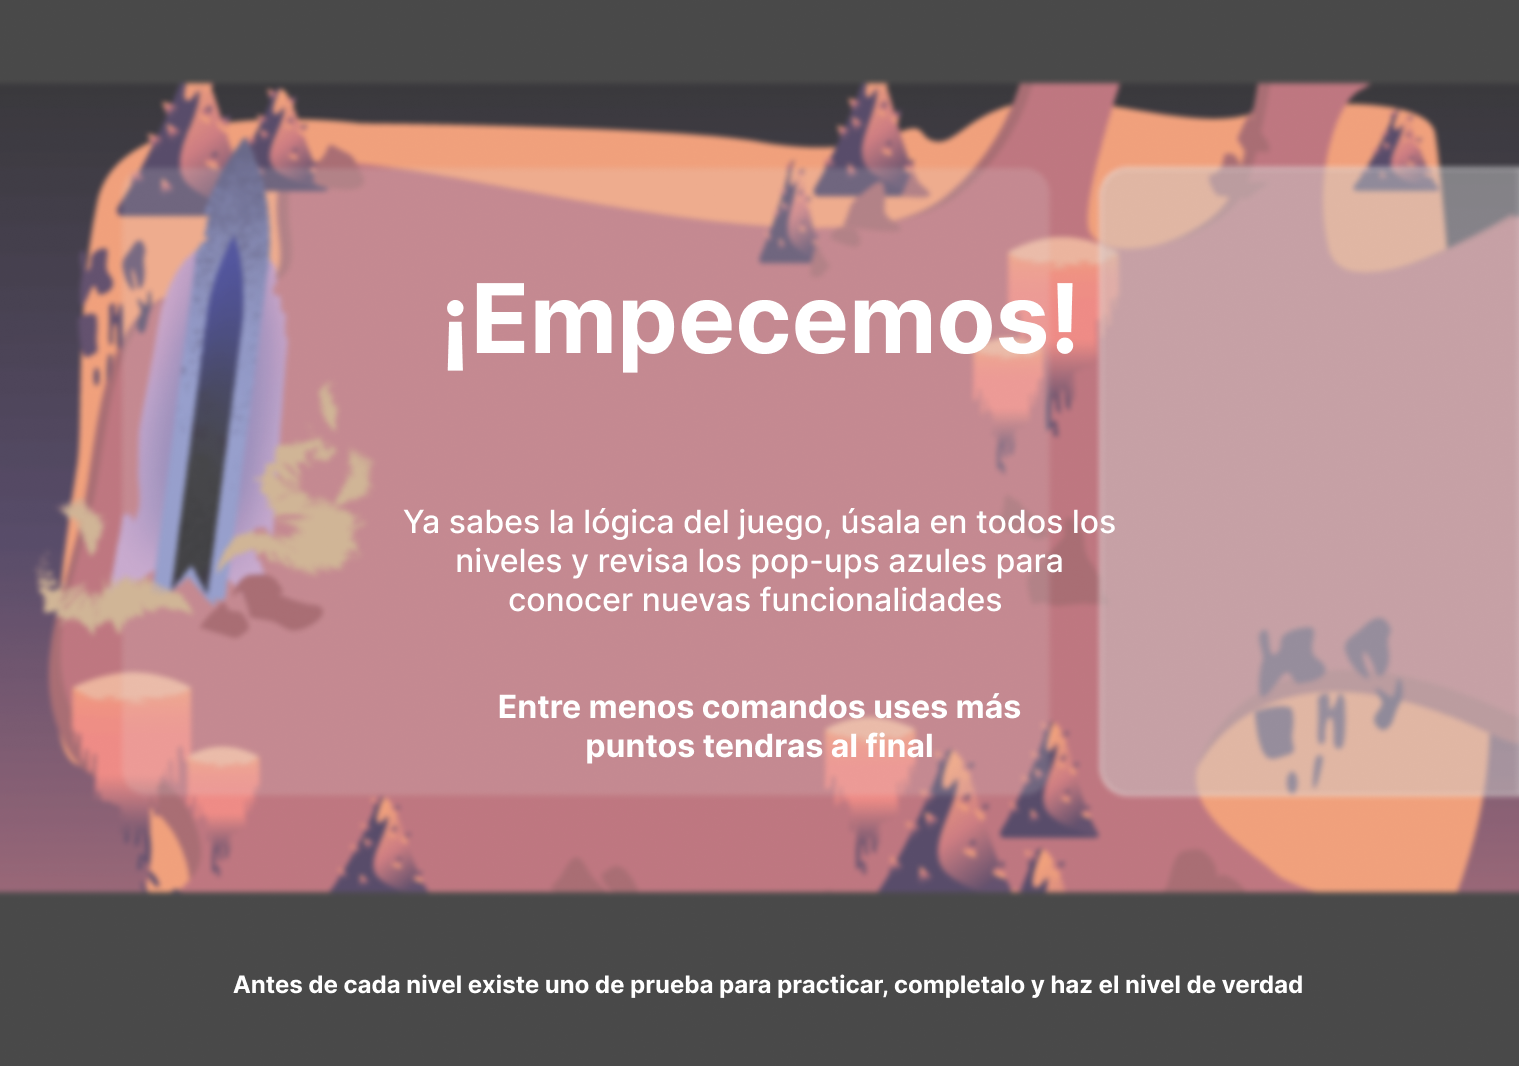 ¡Empecemos!
Ya sabes la lógica del juego, úsala en todos los
niveles y revisa los pop-ups azules para
conocer nuevas funcionalidades
Entre menos comandos uses más
puntos tendras al final
Antes de cada nivel existe uno de prueba para practicar, completalo y haz el nivel de verdad